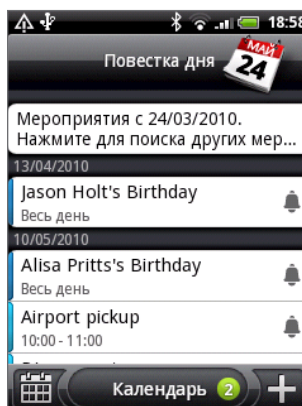 18:58
Повестка дня
МАЙ
24
Мероприятия с 24/03/2010.
Нажмите для поиска других мер...
13/04/2010
Jason Holt's Birthday
Весь день
10/05/2010
Alisa Pritts's Birthday
Весь день
Airport pickup
10:00 - 11:00
Календарь 2